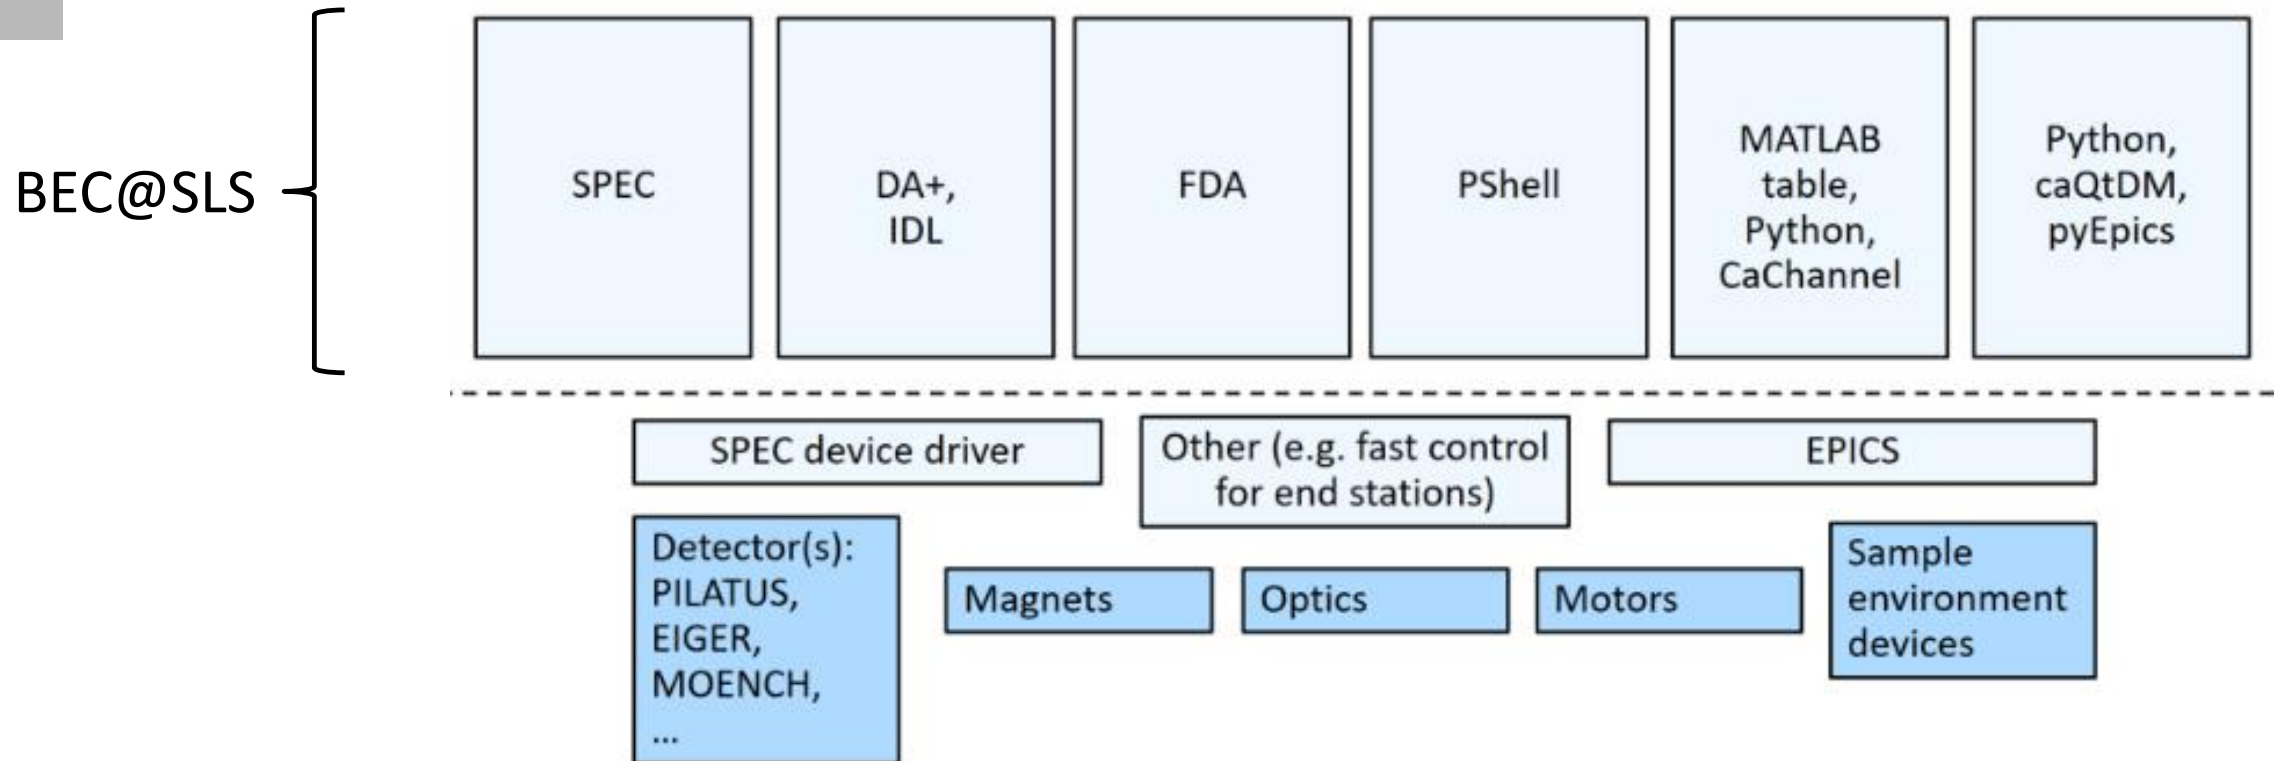 BEC@SLS
SPEC
DA+,
IDL
FDA
PShell
MATLAB
table,
Python,
CaChannel
Python,
caQtDM,
pyEpics
SPEC device driver
Other (e.g. fast control
for end stations)
EPICS
Detector(s):
PILATUS,
EIGER,
MOENCH,
...
Magnets
Optics
Motors
Sample
environment
devices